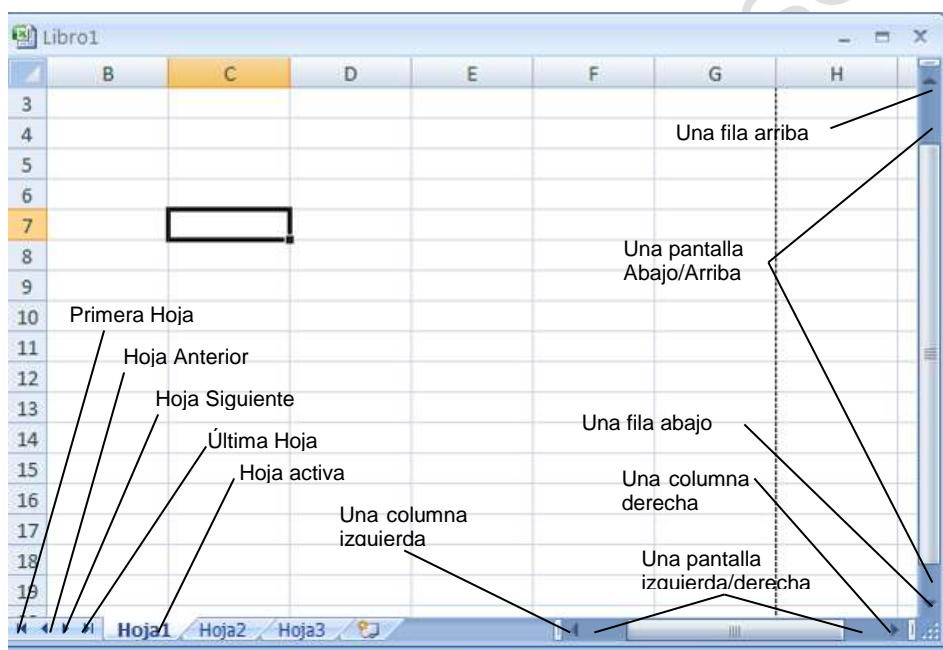 Libro1
B C D E F G H
3
4 Una fila arriba
5
6
7
8 Una pantalla
Abajo/Arriba
9
10 Primera Hoja
11 Hoja Anterior
12
13 Hoja Siguiente
14 Última Hoja Una fila abajo
15 Hoja activa Una columna
16 derecha
Una columna
17 izquierda
18 Una pantalla
19 izquierda/derecha
Hoja1 Hoja2 Hoja3